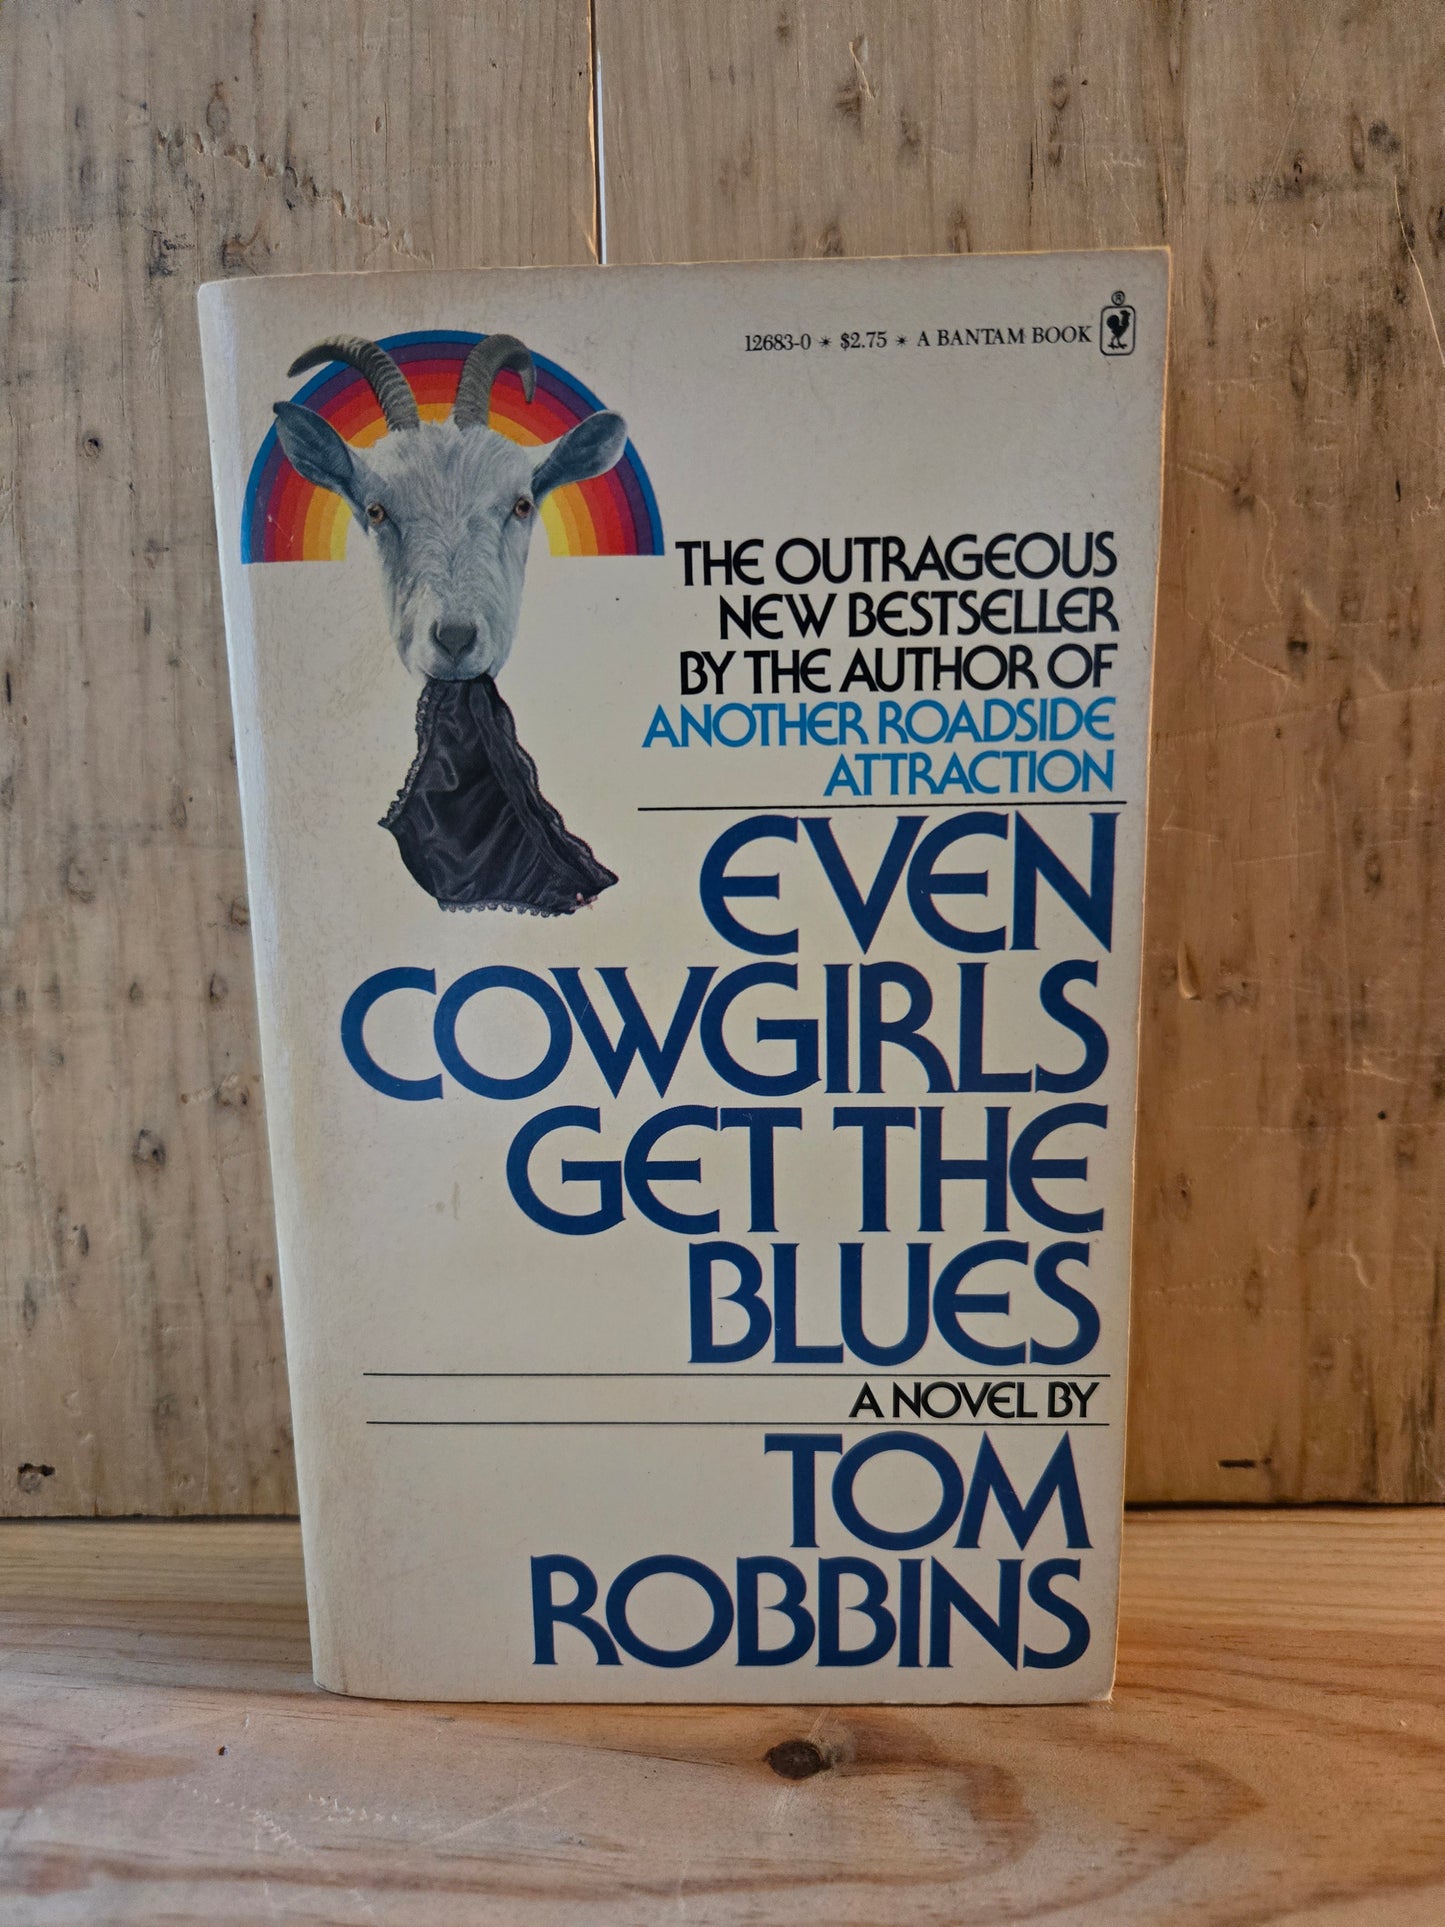 12683-0 * $2.75 * A BANTAM BOOK
®
THE OUTRAGEOUS
NEW BESTSELLER
BY THE AUTHOR OF
ANOTHER ROADSIDE
ATTRACTION
EVEN
COWGIRLS
GET THE
BLUES
A NOVEL BY
TOM
ROBBINS